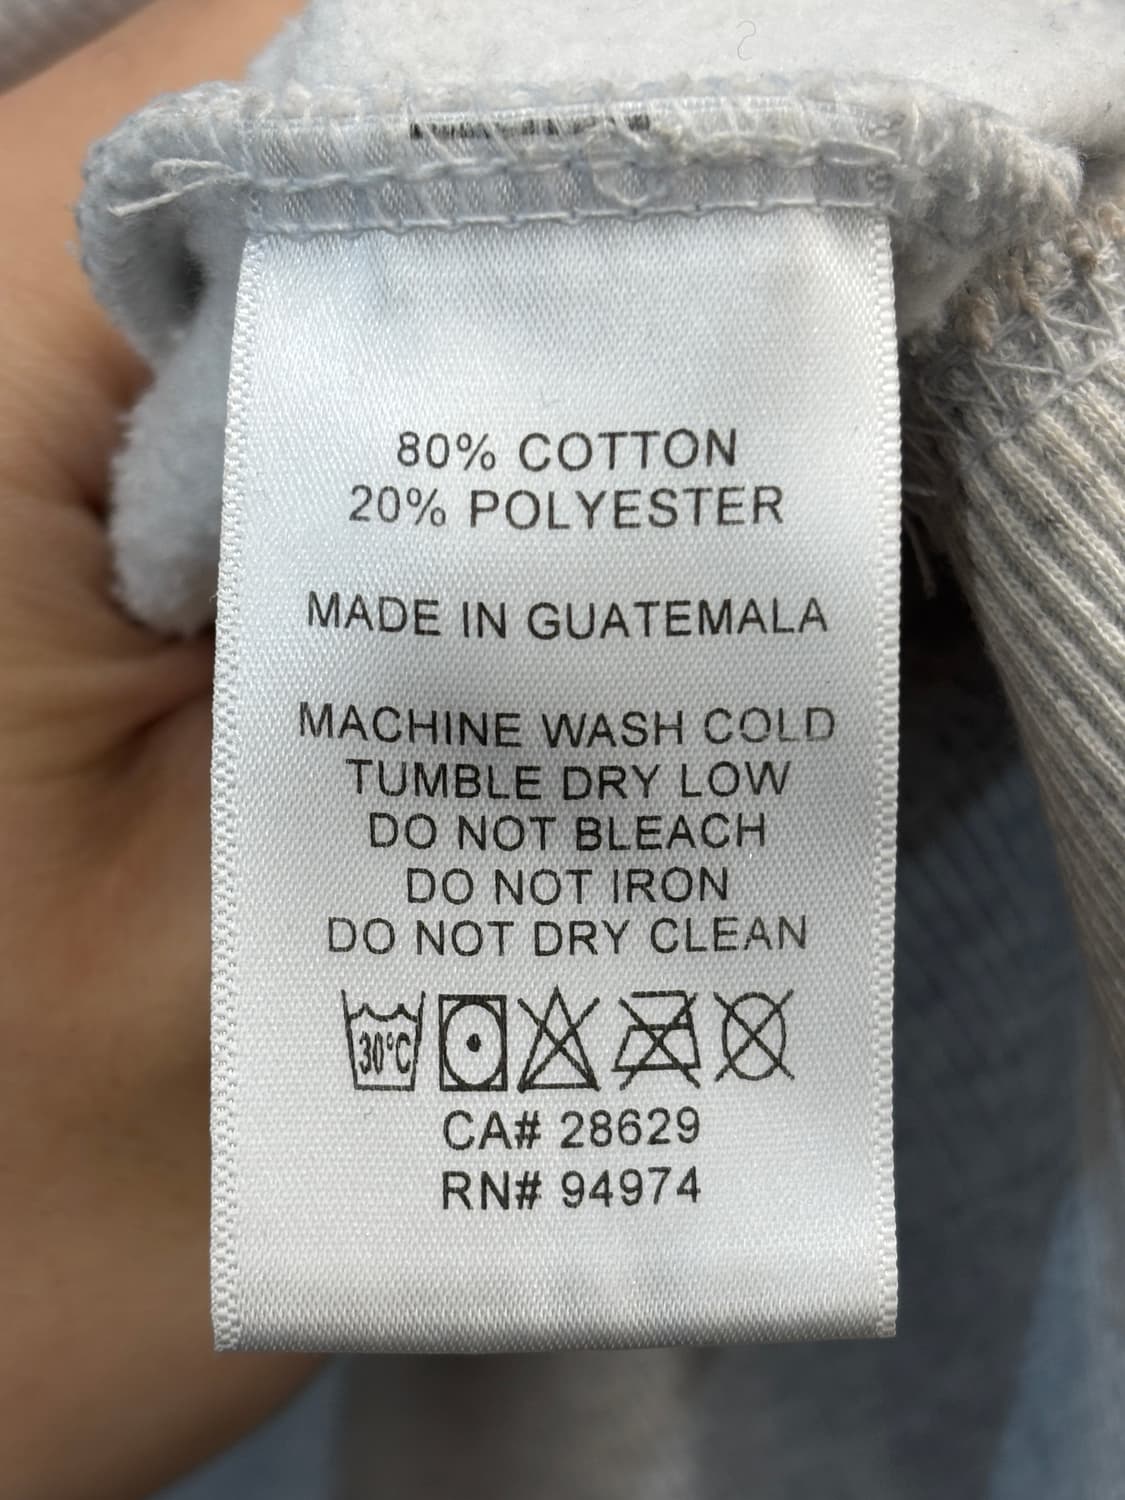 80% COTTON
20% POLYESTER
MADE IN GUATEMALA
MACHINE WASH COLD
TUMBLE DRY LOW
DO NOT BLEACH
DO NOT IRON
DO NOT DRY CLEAN
30°C
CA# 28629
RN# 94974